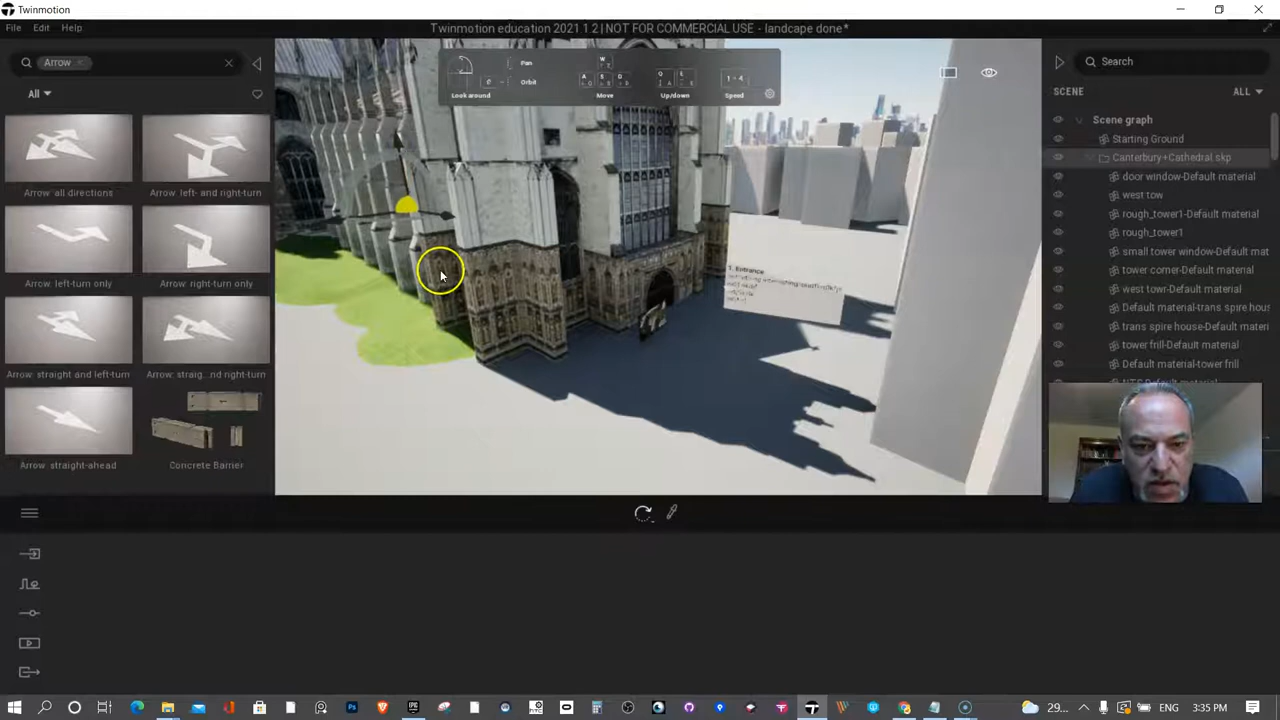 Twinmotion
File Edit Help
Twinmotion education 2021 1.2 | NOT FOR COMMERCIAL USE - landcape done*
Arrow
All
Arrow: all directions
Arrow: left- and right-turn
Arrow: left-turn only
Arrow: right-turn only
Arrow: straight and left-turn
Arrow: straig...nd right-turn
Arrow: straight-ahead
Concrete Barrier
Look around
Pan
Orbit
W
A S D
Move
Q E
Up/down
1 - 4
Speed
1. Entrance
Search
SCENE
ALL
Scene graph
Starting Ground
Canterbury+Cathedral skp
door window-Default material
west tow
rough_tower1-Default material
rough_tower1
small tower window-Default mat
tower corner-Default material
west towr-Default material
Default material-trans spire hous
trans spire house-Default materi
tower frill-Default material
Default material-tower frill
29...
ENG
3:35 PM